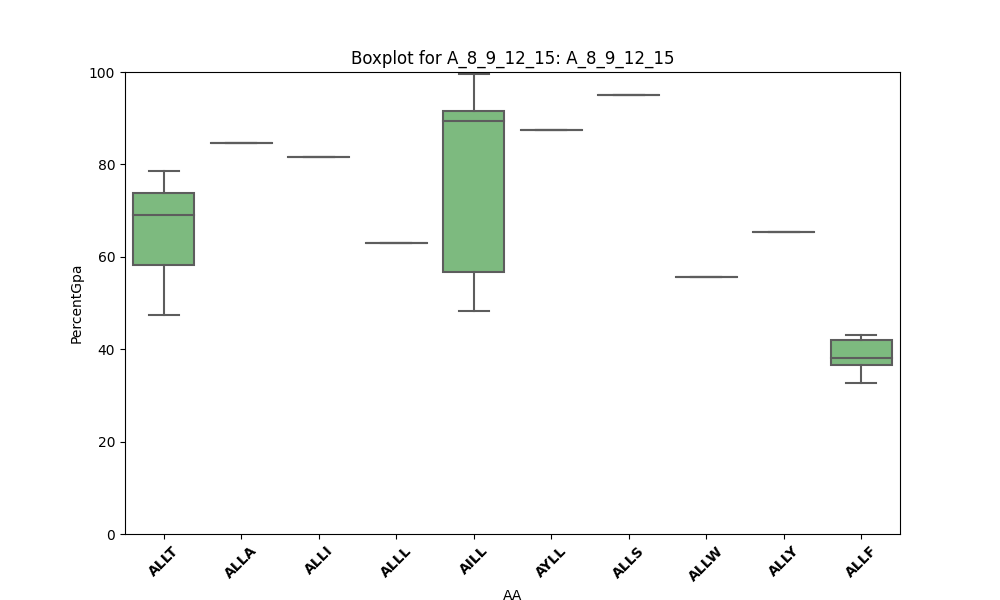 Boxplot for A_8_9_12_15: A_8_9_12_15
PercentGpa
100
80
60
40
20
0
ALLT ALLA ALLI ALLL AILL AYLL ALLS ALLW ALLY ALLF
AA